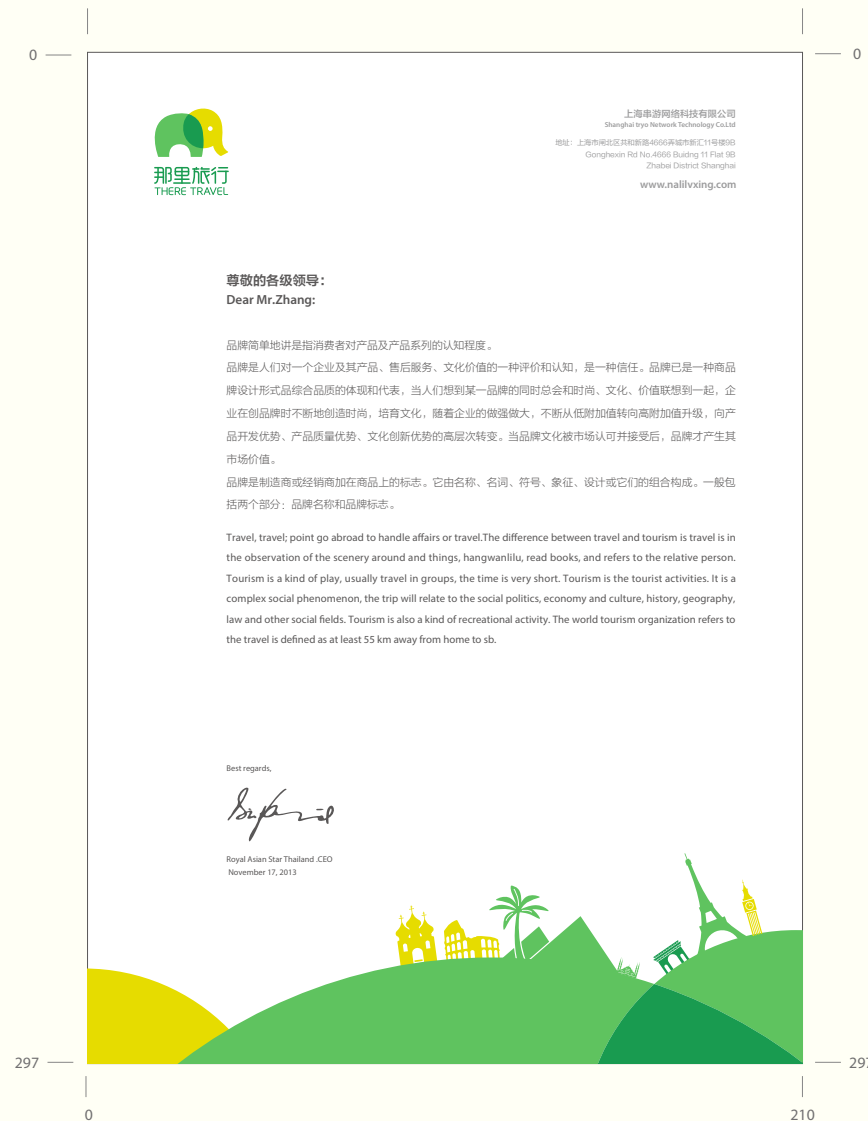 0
0
那里旅行
THERE TRAVEL
上海串游网络科技有限公司
Shanghai tryo Network Technology Co.Ltd
地址：上海市闸北区共和新路4666弄城市新汇11号楼9B
Gonghexin Rd No.4666 Buidng 11 Flat 9B
Zhabei District Shanghai
www.nalilvxing.com
尊敬的各级领导：
Dear Mr.Zhang:
品牌简单地讲是指消费者对产品及产品系列的认知程度。
品牌是人们对一个企业及其产品、售后服务、文化价值的一种评价和认知，是一种信任。品牌已是一种商品
牌设计形式品综合品质的体现和代表，当人们想到某一品牌的同时总会和时尚、文化、价值联想到一起，企
业在创品牌时不断地创造时尚，培育文化，随着企业的做强做大，不断从低附加值转向高附加值升级，向产
品开发优势、产品质量优势、文化创新优势的高层次转变。当品牌文化被市场认可并接受后，品牌才产生其
市场价值。
品牌是制造商或经销商加在商品上的标志。它由名称、名词、符号、象征、设计或它们的组合构成。一般包
括两个部分：品牌名称和品牌标志。
Travel, travel; point go abroad to handle affairs or travel.The difference between travel and tourism is travel is in
the observation of the scenery around and things, hangwanlilu, read books, and refers to the relative person.
Tourism is a kind of play, usually travel in groups, the time is very short. Tourism is the tourist activities. It is a
complex social phenomenon, the trip will relate to the social politics, economy and culture, history, geography,
law and other social fields. Tourism is also a kind of recreational activity. The world tourism organization refers to
the travel is defined as at least 55 km away from home to sb.
Best regards,
Royal Asian Star Thailand .CEO
November 17, 2013
297
297
0
210